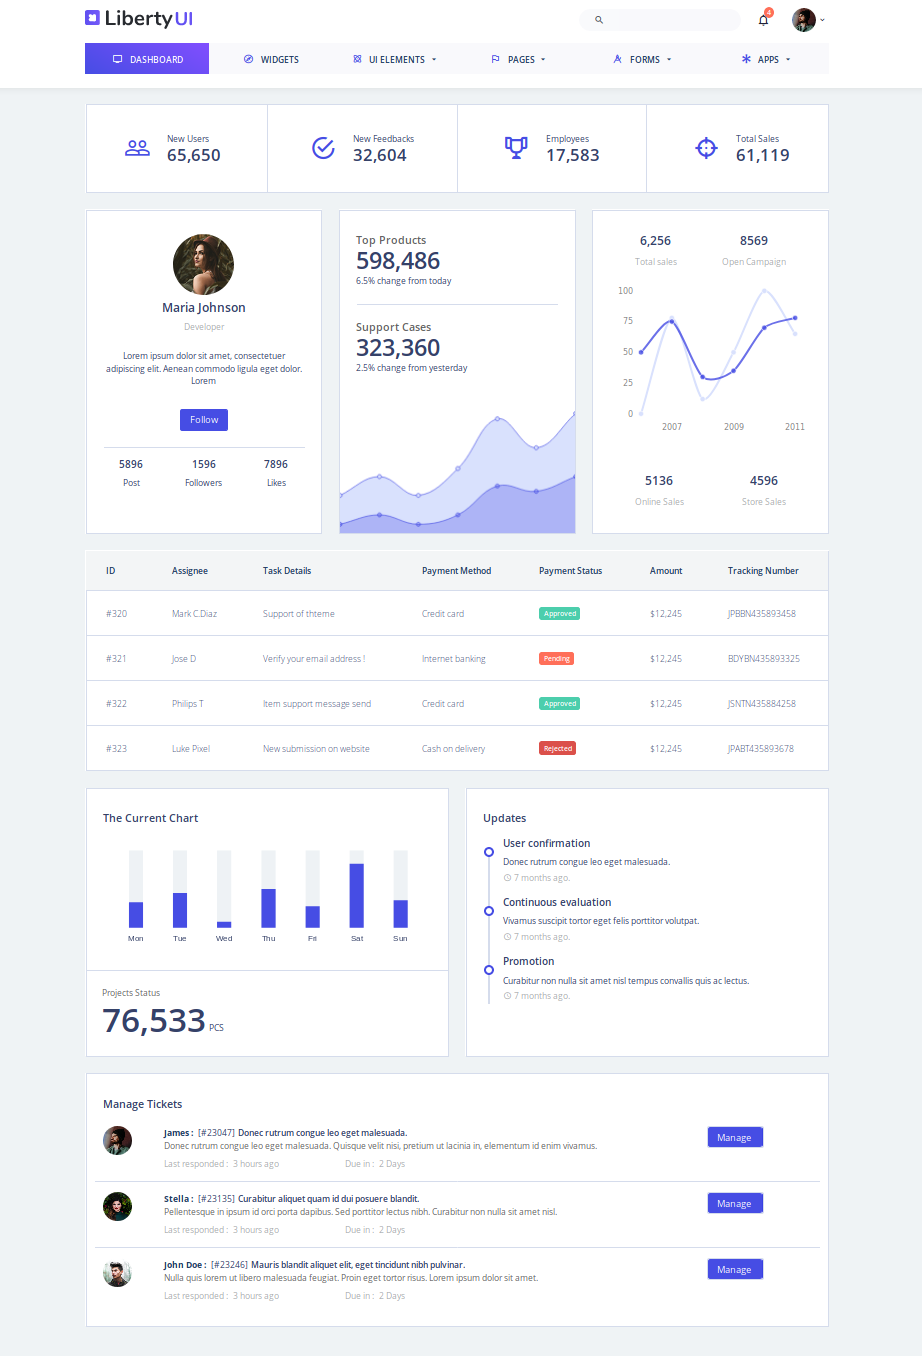 Liberty UI
4
DASHBOARD
WIDGETS
UI ELEMENTS
PAGES
FORMS
APPS
New Users
65,650
New Feedbacks
32,604
Employees
17,583
Total Sales
61,119
Maria Johnson
Developer
Lorem ipsum dolor sit amet, consectetuer
adipiscing elit. Aenean commodo ligula eget dolor.
Lorem
Follow
5896 1596 7896
Post Followers Likes
Top Products
598,486
6.5% change from today
Support Cases
323,360
2.5% change from yesterday
6,256 8569
Total sales Open Campaign
100
75
50
25
0
2007 2009 2011
5136 4596
Online Sales Store Sales
ID Assignee Task Details Payment Method Payment Status Amount Tracking Number
#320 Mark C.Diaz Support of thteme Credit card Approved $12,245 JPBBN435893458
#321 Jose D Verify your email address ! Internet banking Pending $12,245 BDYBN435893325
#322 Philips T Item support message send Credit card Approved $12,245 JSNTN435884258
#323 Luke Pixel New submission on website Cash on delivery Rejected $12,245 JPABT435893678
The Current Chart
Mon Tue Wed Thu Fri Sat Sun
Projects Status
76,533 PCS
Updates
User confirmation
Donec rutrum congue leo eget malesuada.
7 months ago.
Continuous evaluation
Vivamus suscipit tortor eget felis porttitor volutpat.
7 months ago.
Promotion
Curabitur non nulla sit amet nisl tempus convallis quis ac lectus.
7 months ago.
Manage Tickets
James : [#23047] Donec rutrum congue leo eget malesuada.
Donec rutrum congue leo eget malesuada. Quisque velit nisi, pretium ut lacinia in, elementum id enim vivamus.
Last responded : 3 hours ago Due in : 2 Days
Manage
Stella : [#23135] Curabitur aliquet quam id dui posuere blandit.
Pellentesque in ipsum id orci porta dapibus. Sed porttitor lectus nibh. Curabitur non nulla sit amet nisl.
Last responded : 3 hours ago Due in : 2 Days
Manage
John Doe : [#23246] Mauris blandit aliquet elit, eget tincidunt nibh pulvinar.
Nulla quis lorem ut libero malesuada feugiat. Proin eget tortor risus. Lorem ipsum dolor sit amet.
Last responded : 3 hours ago Due in : 2 Days
Manage